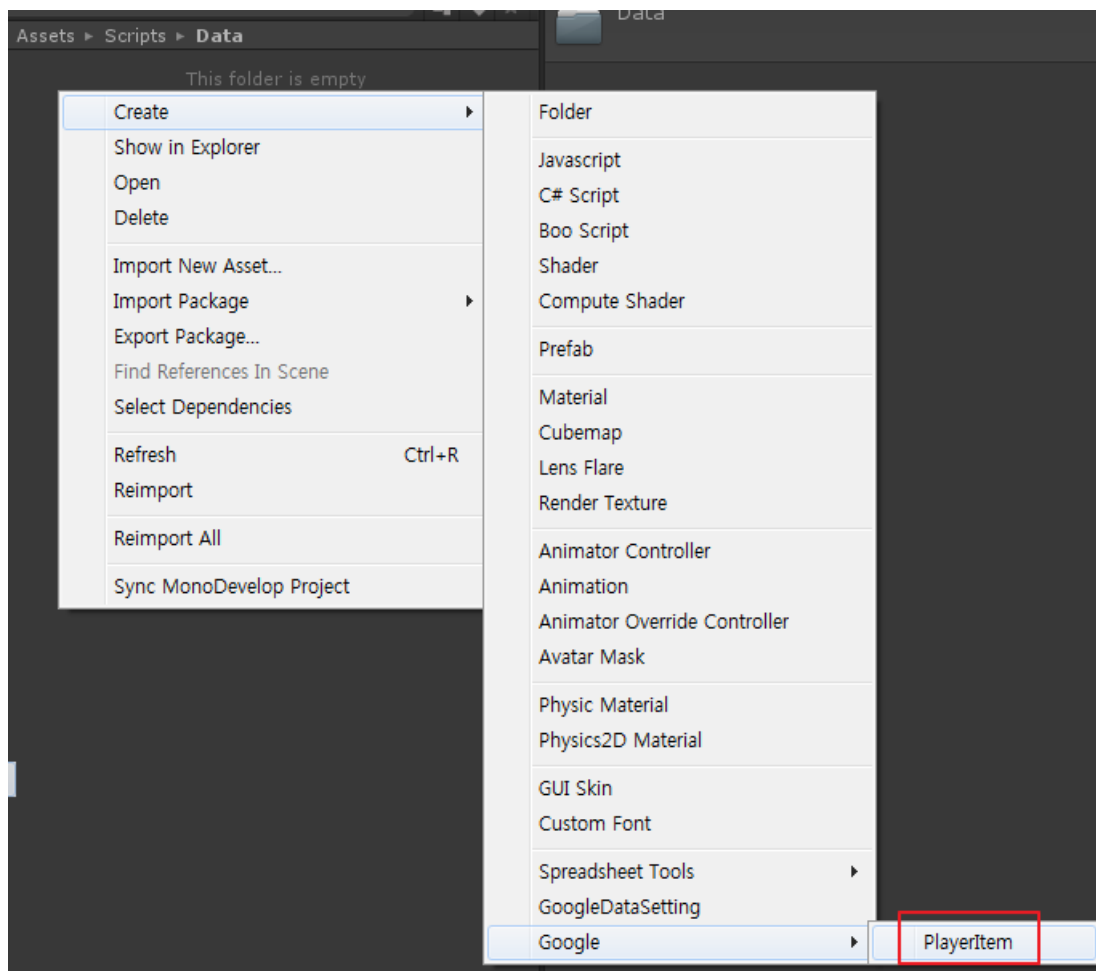 Data
Assets ▸ Scripts ▸ Data
This folder is empty
Create
Show in Explorer
Open
Delete
Import New Asset...
Import Package
Export Package...
Find References In Scene
Select Dependencies
Refresh Ctrl+R
Reimport
Reimport All
Sync MonoDevelop Project
Folder
Javascript
C# Script
Boo Script
Shader
Compute Shader
Prefab
Material
Cubemap
Lens Flare
Render Texture
Animator Controller
Animation
Animator Override Controller
Avatar Mask
Physic Material
Physics2D Material
GUI Skin
Custom Font
Spreadsheet Tools
GoogleDataSetting
Google
PlayerItem